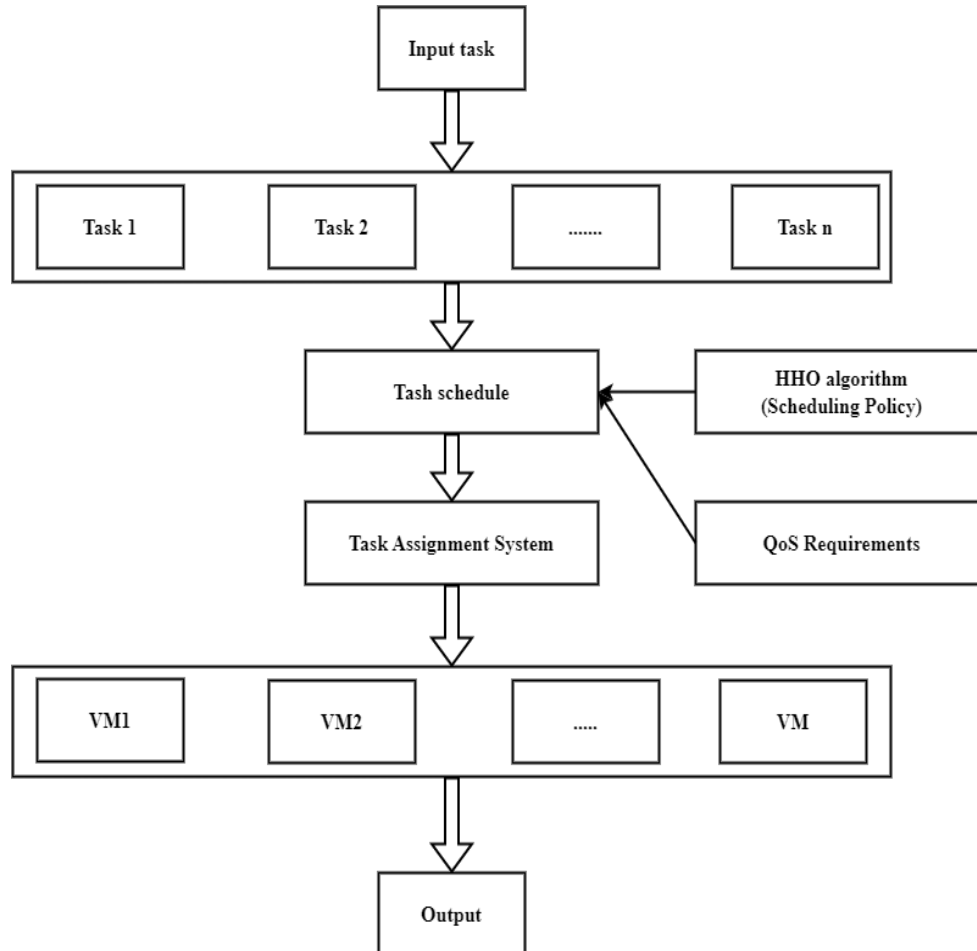 Input task
Task 1
Task 2
.......
Task n
Tash schedule
HHO algorithm
(Scheduling Policy)
Task Assignment System
QoS Requirements
VM1
VM2
.....
VM
Output